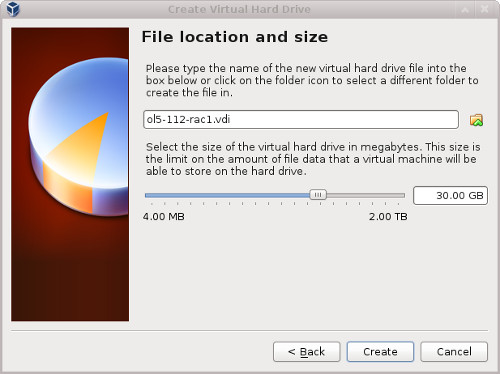 Create Virtual Hard Drive
File location and size
Please type the name of the new virtual hard drive file into the
box below or click on the folder icon to select a different folder to
create the file in.
ol5-112-rac1.vdi
Select the size of the virtual hard drive in megabytes. This size is
the limit on the amount of file data that a virtual machine will be
able to store on the hard drive.
30.00 GB
4.00 MB 2.00 TB
< Back Create Cancel